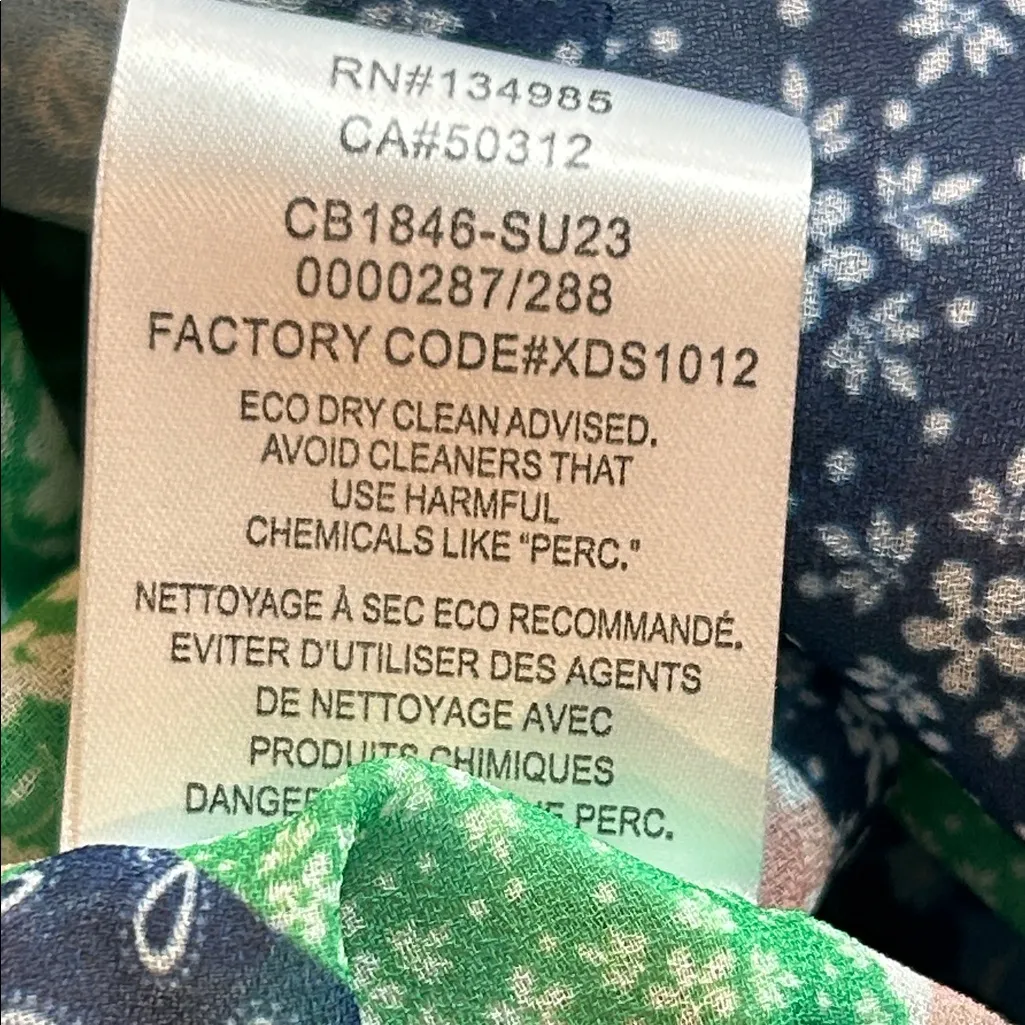 RN#134985
CA#50312
CB1846-SU23
0000287/288
FACTORY CODE#XDS1012
ECO DRY CLEAN ADVISED.
AVOID CLEANERS THAT
USE HARMFUL
CHEMICALS LIKE "PERC."
NETTOYAGE À SEC ECO RECOMMANDÉ.
EVITER D'UTILISER DES AGENTS
DE NETTOYAGE AVEC
PRODUITS CHIMIQUES
PERC.